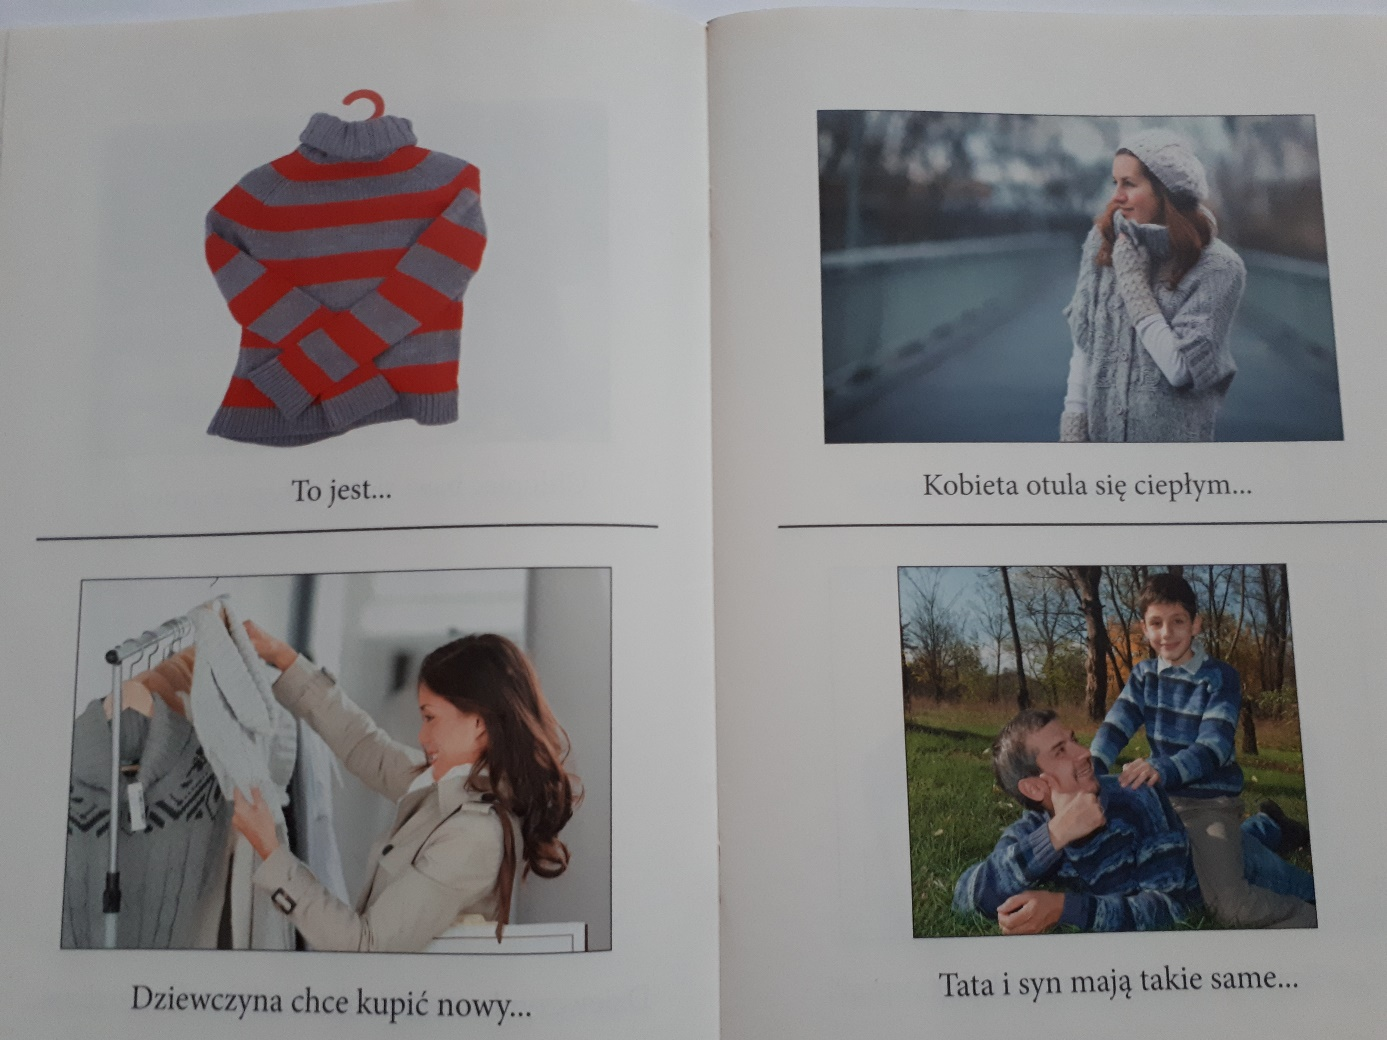 To jest...
Dziewczyna chce kupić nowy...
Kobieta otula się ciepłym...
Tata i syn mają takie same...